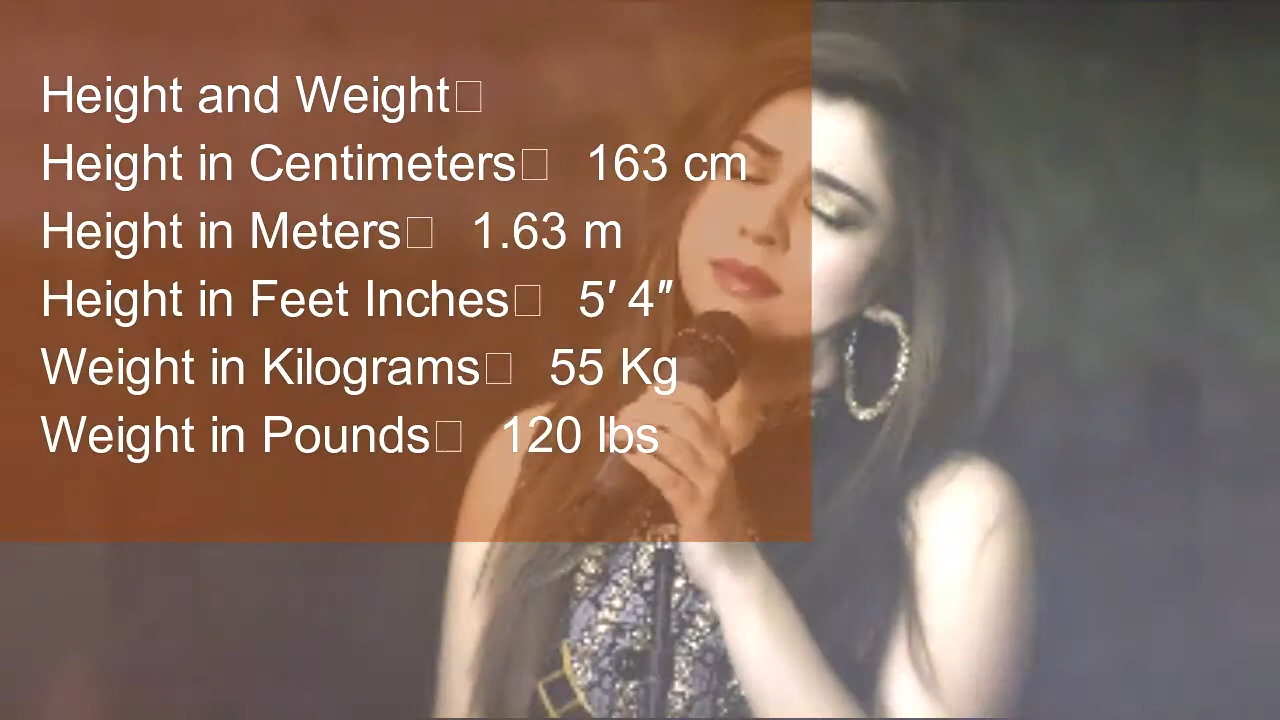 Height and Weight□
Height in Centimeters□ 163 cm
Height in Meters□ 1.63 m
Height in Feet Inches□ 5′ 4″
Weight in Kilograms□ 55 Kg
Weight in Pounds□ 120 lbs